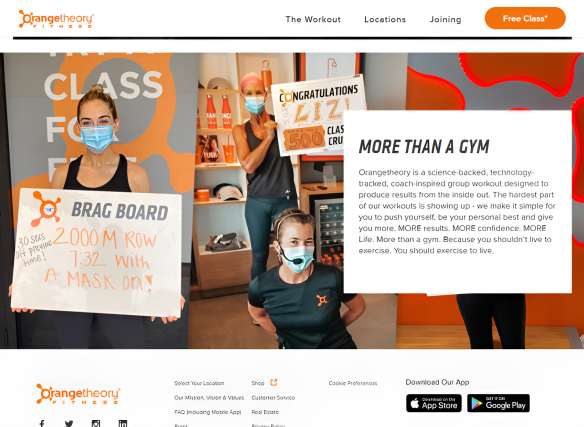 Orangetheory®
FITNESS
The Workout
Locations
Joining
Free Class*
TRY A
CLASS
FOR
FREE
CONGRATULATIONS
LIZ!
500 CLASS
CRU
BRAG BOARD
30 secs
off previous
time!
2000 M ROW
7:32 with
A MASK ON!
MORE THAN A GYM
Orangetheory is a science-backed, technology-
tracked, coach-inspired group workout designed to
produce results from the inside out. The hardest part
of our workouts is showing up - we make it simple for
you to push yourself, be your personal best and give
you more. MORE results. MORE confidence. MORE
Life. More than a gym. Because you shouldn't live to
exercise. You should exercise to live.
Orangetheory®
FITNESS
Select Your Location
Our Mission, Vision & Values
FAQ (including Mobile App)
Press
Shop
Customer Service
Real Estate
Privacy Policy
Cookie Preferences
Download Our App
Download on the
App Store
GET IT ON
Google Play